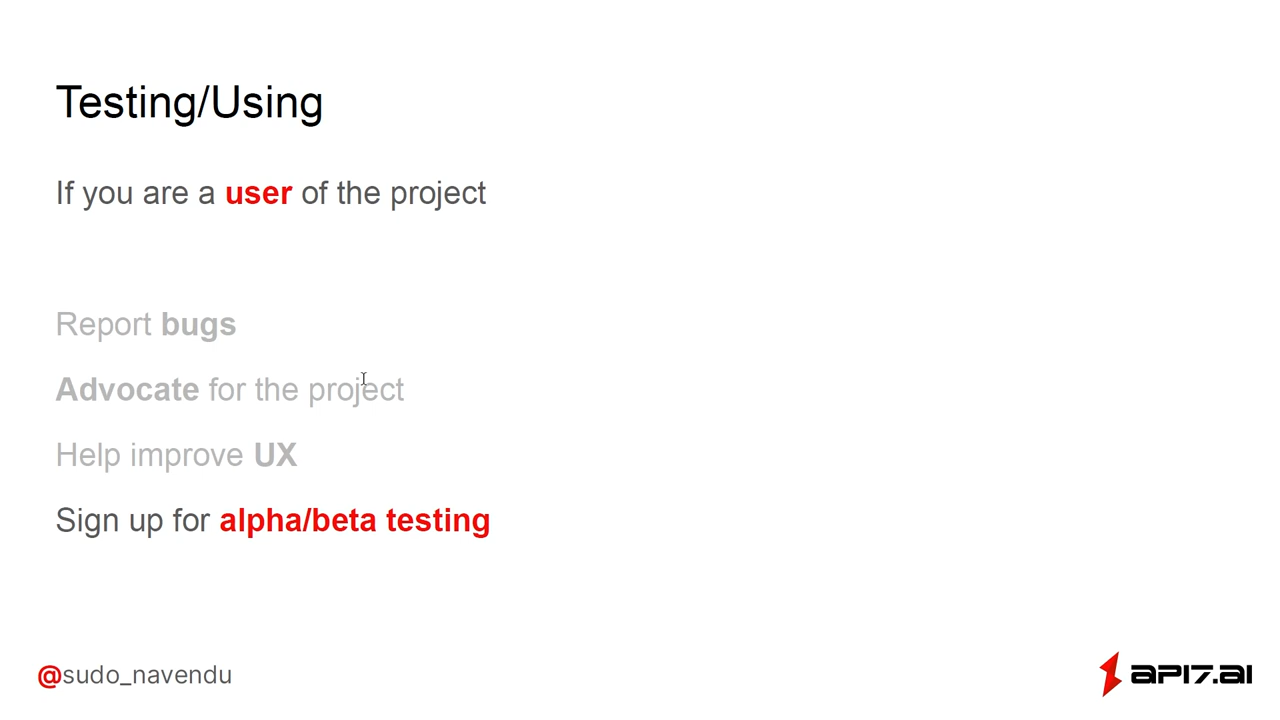 Testing/Using
If you are a user of the project
Report bugs
Advocate for the project
Help improve UX
Sign up for alpha/beta testing
@sudo_navendu
API7.AI